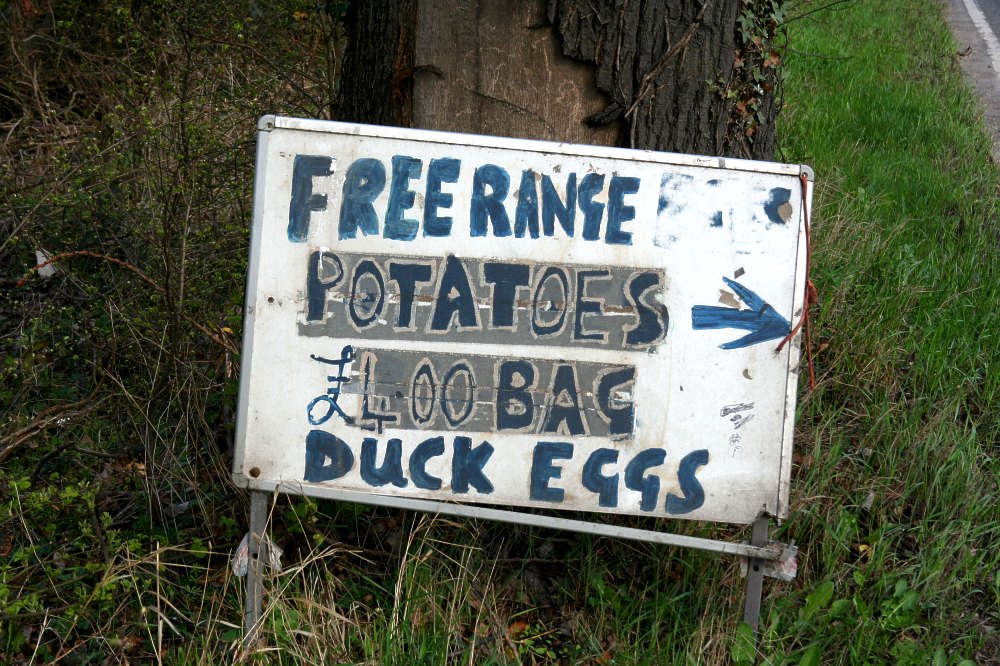 FREE RANGE
POTATOES
£4.00 BAG
DUCK EGGS